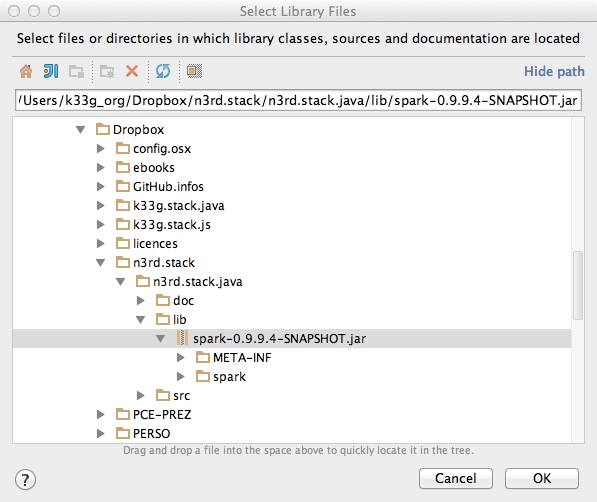 Select Library Files
Select files or directories in which library classes, sources and documentation are located
Hide path
/Users/k33g_org/Dropbox/n3rd.stack/n3rd.stack.java/lib/spark-0.9.9.4-SNAPSHOT.jar
Dropbox
config.osx
ebooks
GitHub.infos
k33g.stack.java
k33g.stack.js
licences
n3rd.stack
n3rd.stack.java
doc
lib
spark-0.9.9.4-SNAPSHOT.jar
META-INF
spark
src
PCE-PREZ
PERSO
Drag and drop a file into the space above to quickly locate it in the tree.
?
Cancel
OK